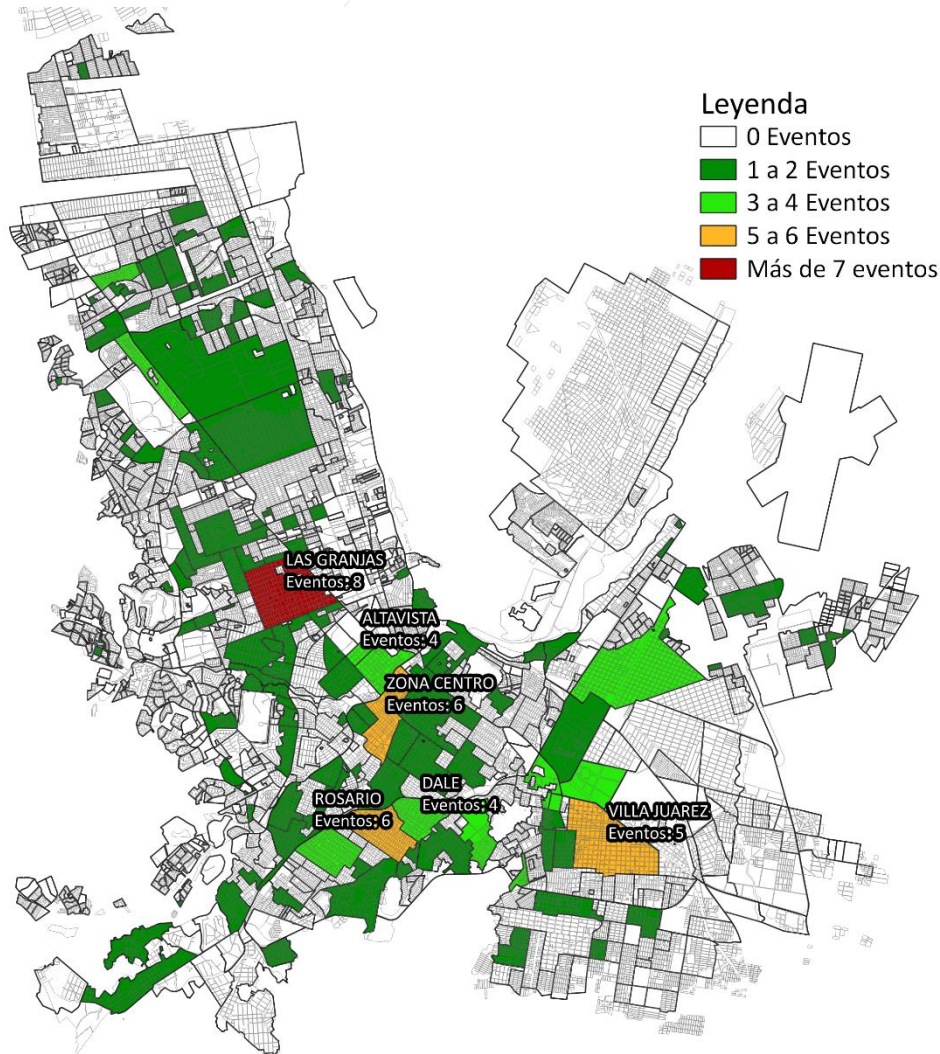 Leyenda
0 Eventos
1 a 2 Eventos
3 a 4 Eventos
5 a 6 Eventos
Más de 7 eventos
LAS GRANJAS
Eventos: 8
ALTAVISTA
Eventos: 4
ZONA CENTRO
Eventos: 6
DALE
Eventos: 4
ROSARIO
Eventos: 6
VILLA JUAREZ
Eventos: 5